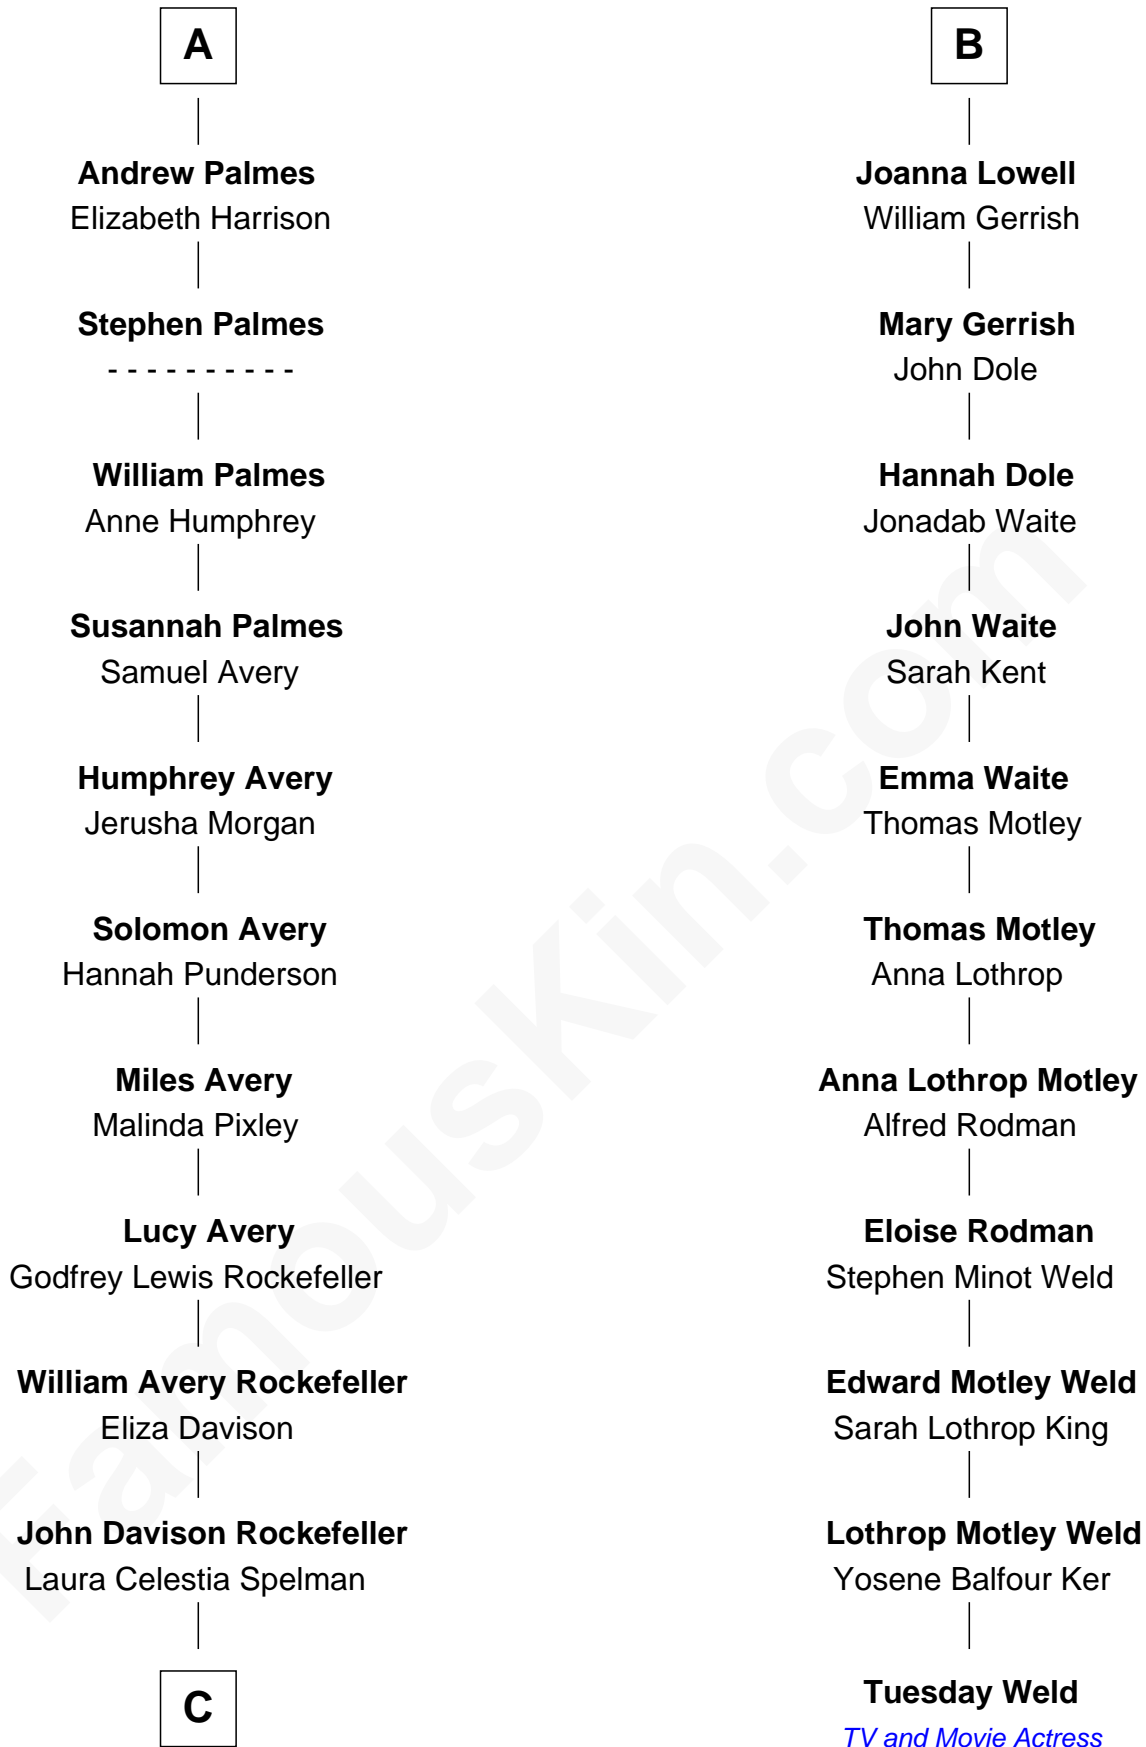 A
Andrew Palmes
Elizabeth Harrison
Stephen Palmes
- - - - - - - - - -
William Palmes
Anne Humphrey
Susannah Palmes
Samuel Avery
Humphrey Avery
Jerusha Morgan
Solomon Avery
Hannah Punderson
Miles Avery
Malinda Pixley
Lucy Avery
Godfrey Lewis Rockefeller
William Avery Rockefeller
Eliza Davison
John Davison Rockefeller
Laura Celestia Spelman
C
B
Joanna Lowell
William Gerrish
Mary Gerrish
John Dole
Hannah Dole
Jonadab Waite
John Waite
Sarah Kent
Emma Waite
Thomas Motley
Thomas Motley
Anna Lothrop
Anna Lothrop Motley
Alfred Rodman
Eloise Rodman
Stephen Minot Weld
Edward Motley Weld
Sarah Lothrop King
Lothrop Motley Weld
Yosene Balfour Ker
Tuesday Weld
TV and Movie Actress
FamousKin.com